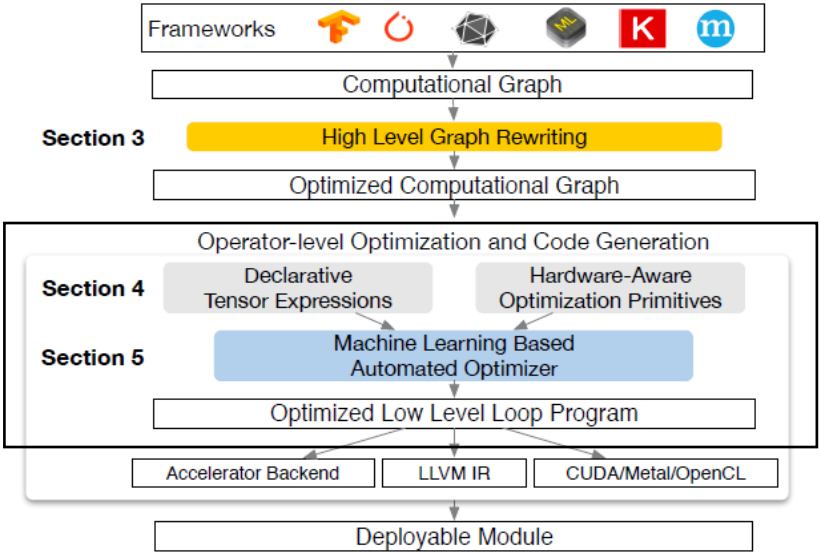 Frameworks
ML
K
m
Computational Graph
Section 3
High Level Graph Rewriting
Optimized Computational Graph
Operator-level Optimization and Code Generation
Section 4
Declarative
Tensor Expressions
Hardware-Aware
Optimization Primitives
Section 5
Machine Learning Based
Automated Optimizer
Optimized Low Level Loop Program
Accelerator Backend
LLVM IR
CUDA/Metal/OpenCL
Deployable Module